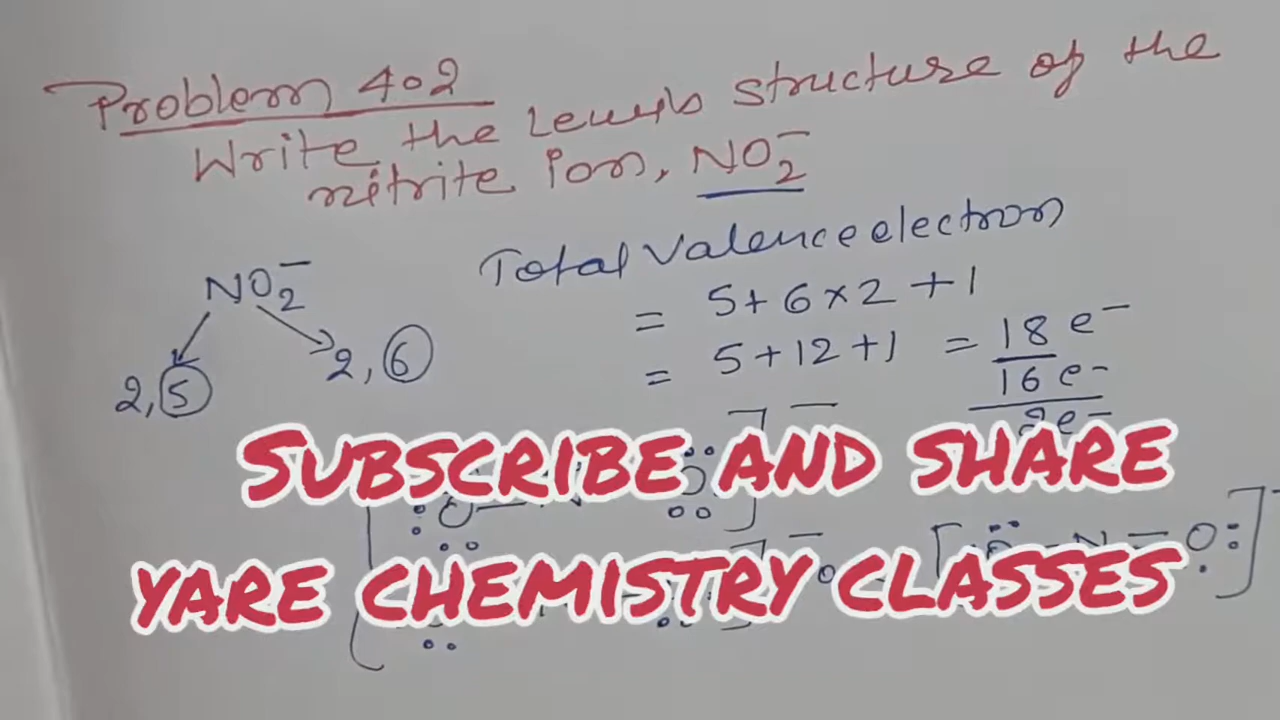 Problem 4.2
Write the Lewis structure of the
nitrite ion, NO₂⁻
NO₂⁻
Total Valence electron
2,5
2,6
= 5+6×2+1
= 5+12+1 = 18 e⁻
16 e⁻
2e⁻
SUBSCRIBE AND SHARE
YARE CHEMISTRY CLASSES